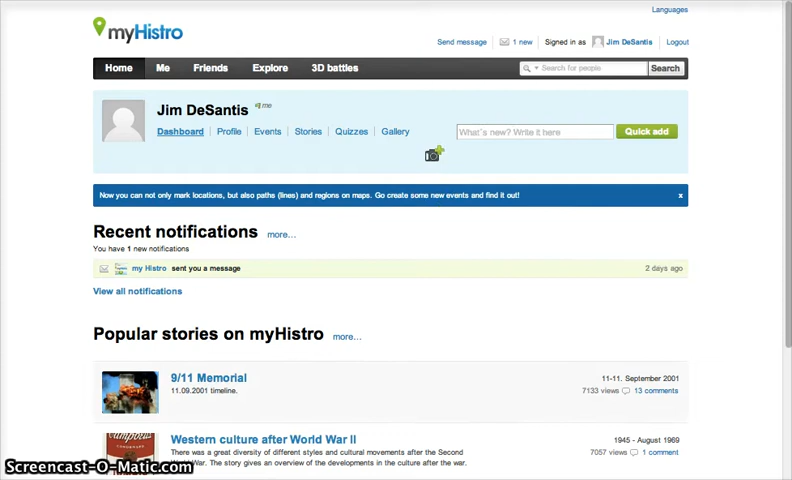 Languages
myHistro
Send message 1 new Signed in as Jim DeSantis Logout
Home Me Friends Explore 3D battles Search for people Search
Jim DeSantis me
Dashboard Profile Events Stories Quizzes Gallery What`s new? Write it here Quick add
Now you can not only mark locations, but also paths (lines) and regions on maps. Go create some new events and find it out! x
Recent notifications more...
You have 1 new notifications
my Histro sent you a message 2 days ago
View all notifications
Popular stories on myHistro more...
9/11 Memorial 11-11. September 2001
11.09.2001 timeline. 7133 views 13 comments
Western culture after World War II 1945 - August 1969
There was a great diversity of different styles and cultural movements after the Second 7057 views 1 comment
World War. The story gives an overview of the developments in the culture after the war.
Campbell's
CONDENSED
Screencast-O-Matic.com